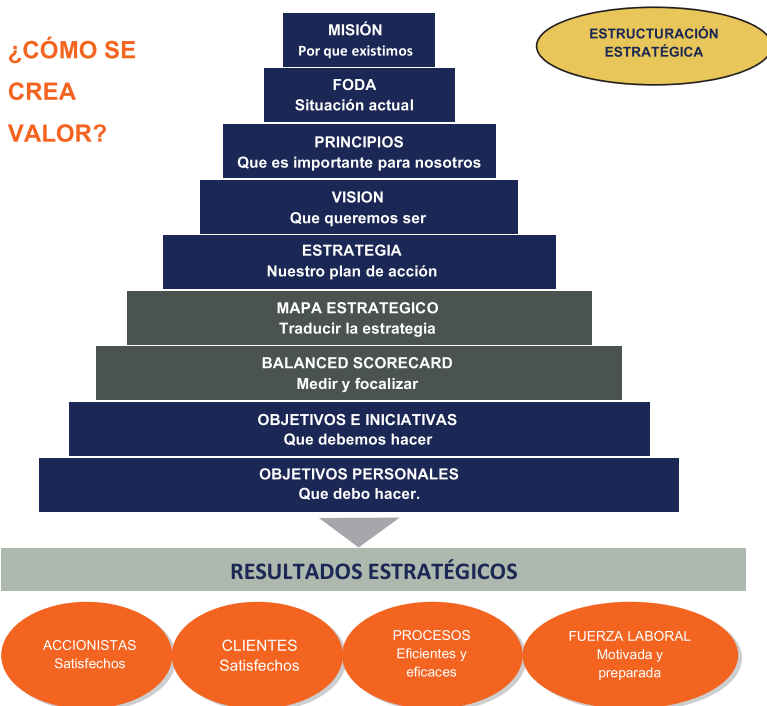 ¿CÓMO SE
CREA
VALOR?
ESTRUCTURACIÓN
ESTRATÉGICA
MISIÓN
Por que existimos
FODA
Situación actual
PRINCIPIOS
Que es importante para nosotros
VISION
Que queremos ser
ESTRATEGIA
Nuestro plan de acción
MAPA ESTRATEGICO
Traducir la estrategia
BALANCED SCORECARD
Medir y focalizar
OBJETIVOS E INICIATIVAS
Que debemos hacer
OBJETIVOS PERSONALES
Que debo hacer.
RESULTADOS ESTRATÉGICOS
ACCIONISTAS
Satisfechos
CLIENTES
Satisfechos
PROCESOS
Eficientes y
eficaces
FUERZA LABORAL
Motivada y
preparada